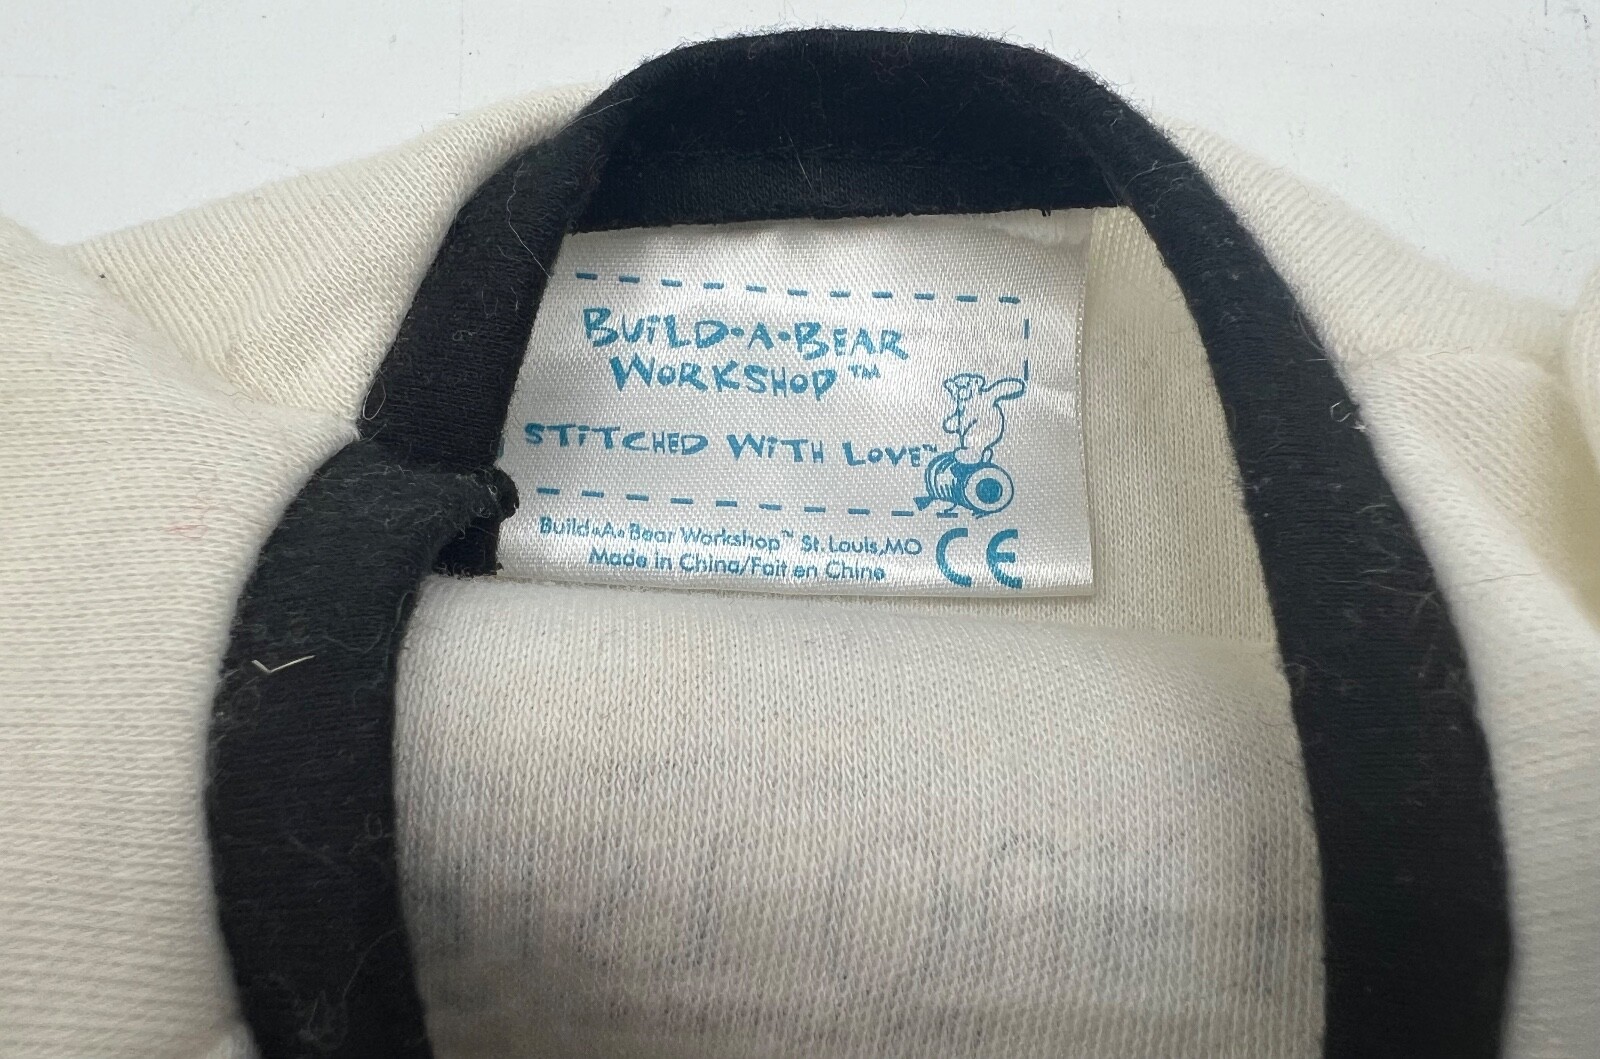 BUiLD•A•BEAR
WORKSHOP™
STiTCHED WiTH LOVE™
Build•A•Bear Workshop™ St. Louis,MO
Made in China/Fait en Chine
CE